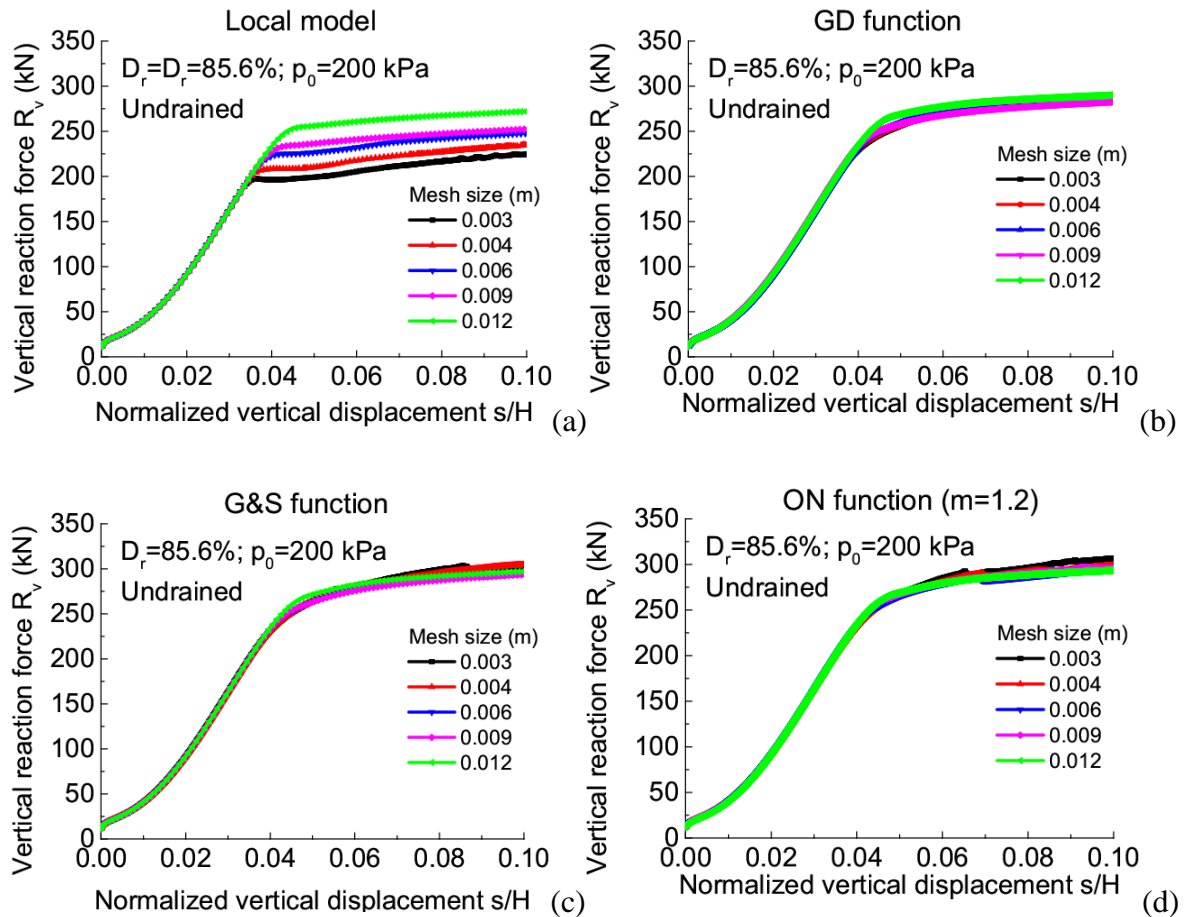 Local model
D_r=D_r=85.6%; p_0=200 kPa
Undrained
Vertical reaction force R_v (kN)
350
300
250
200
150
100
50
0
Mesh size (m)
0.003
0.004
0.006
0.009
0.012
0.00 0.02 0.04 0.06 0.08 0.10
Normalized vertical displacement s/H
(a)
GD function
D_r=85.6%; p_0=200 kPa
Undrained
Vertical reaction force R_v (kN)
350
300
250
200
150
100
50
0
Mesh size (m)
0.003
0.004
0.006
0.009
0.012
0.00 0.02 0.04 0.06 0.08 0.10
Normalized vertical displacement s/H
(b)
G&S function
D_r=85.6%; p_0=200 kPa
Undrained
Vertical reaction force R_v (kN)
350
300
250
200
150
100
50
0
Mesh size (m)
0.003
0.004
0.006
0.009
0.012
0.00 0.02 0.04 0.06 0.08 0.10
Normalized vertical displacement s/H
(c)
ON function (m=1.2)
D_r=85.6%; p_0=200 kPa
Undrained
Vertical reaction force R_v (kN)
350
300
250
200
150
100
50
0
Mesh size (m)
0.003
0.004
0.006
0.009
0.012
0.00 0.02 0.04 0.06 0.08 0.10
Normalized vertical displacement s/H
(d)